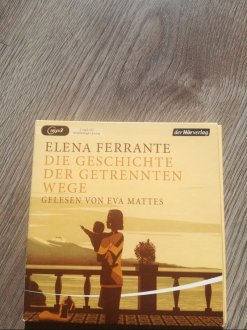 mp3
der Hörverlag
ELENA FERRANTE
DIE GESCHICHTE
DER GETRENNTEN
WEGE
GELESEN VON EVA MATTES